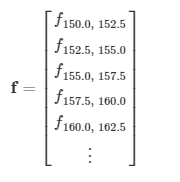 f = 
f150.0, 152.5
f152.5, 155.0
f155.0, 157.5
f157.5, 160.0
f160.0, 162.5
⋮